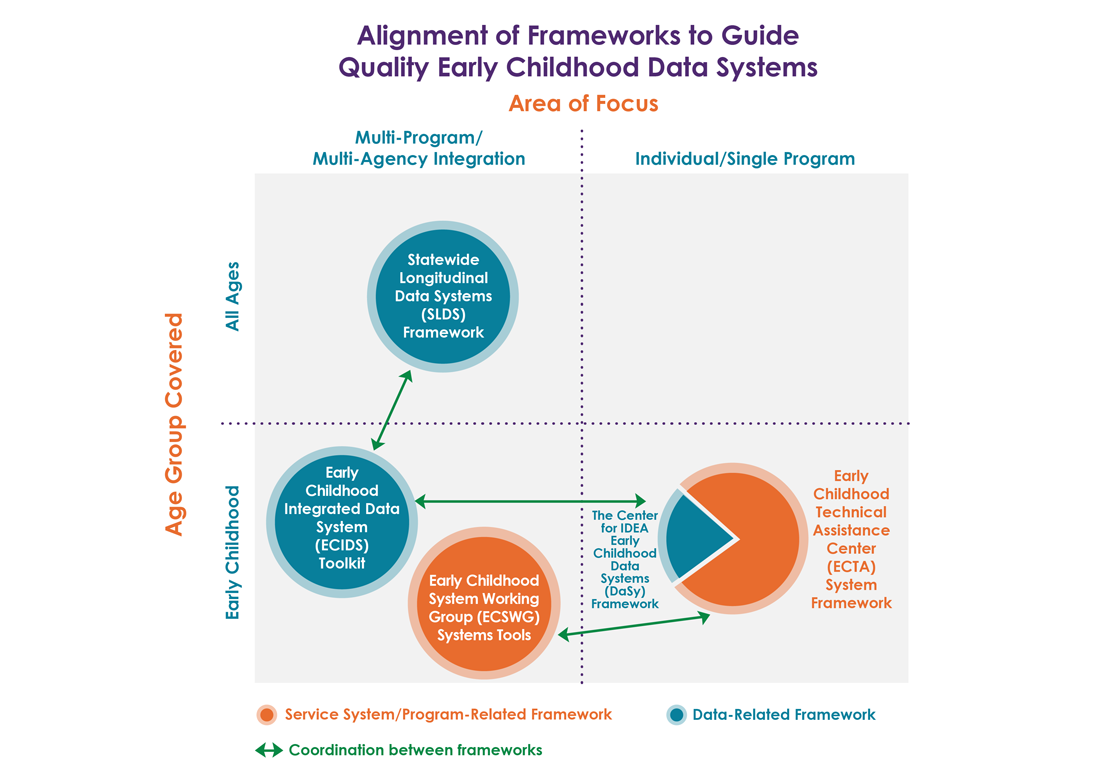 Alignment of Frameworks to Guide
Quality Early Childhood Data Systems
Area of Focus
Multi-Program/
Multi-Agency Integration
Individual/Single Program
Age Group Covered
All Ages
Early Childhood
Statewide
Longitudinal
Data Systems
(SLDS)
Framework
Early
Childhood
Integrated Data
System
(ECIDS)
Toolkit
Early Childhood
System Working
Group (ECSWG)
Systems Tools
The Center
for IDEA
Early
Childhood
Data
Systems
(DaSy)
Framework
Early
Childhood
Technical
Assistance
Center
(ECTA)
System
Framework
Service System/Program-Related Framework
Data-Related Framework
Coordination between frameworks